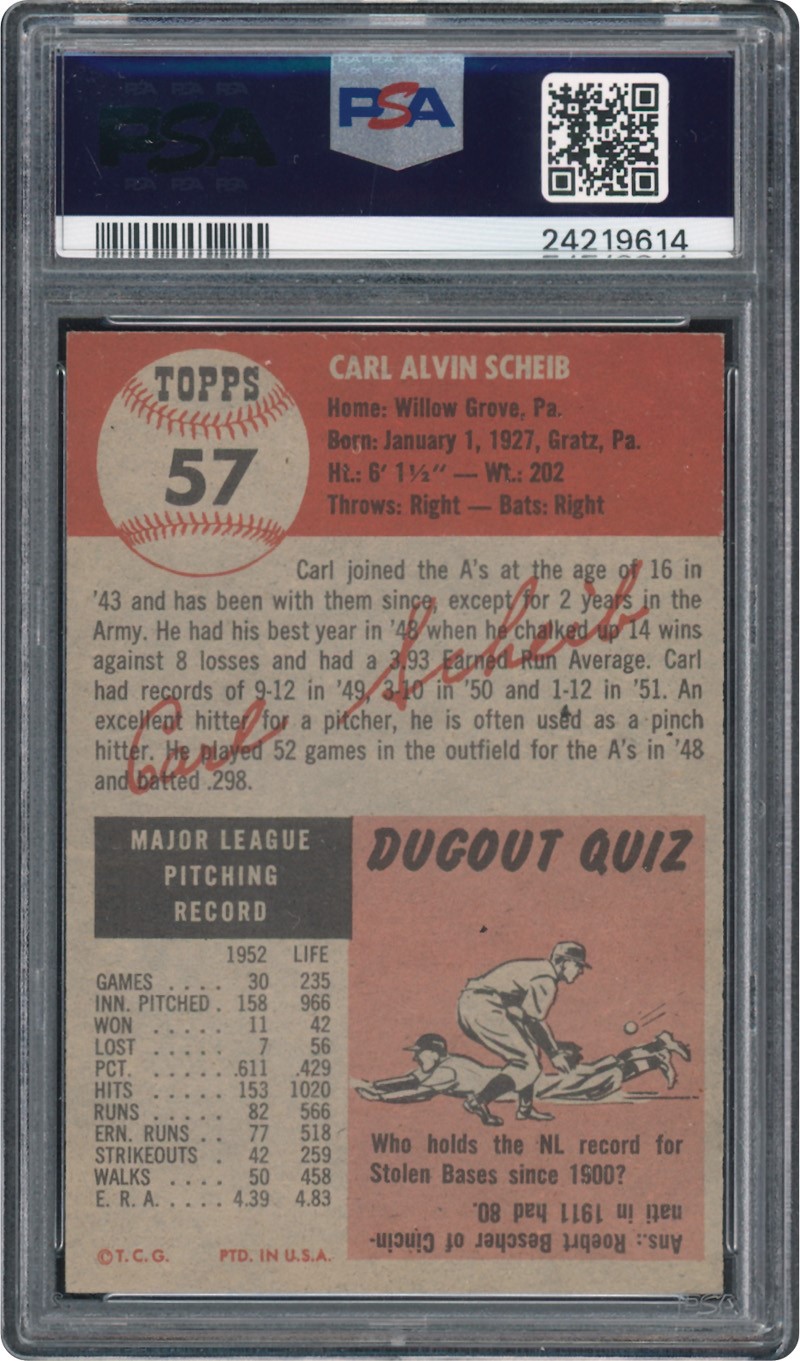 PSA PSA PSA
PSA
PSA PSA PSA
PSA
24219614
TOPPS
57
CARL ALVIN SCHEIB
Home: Willow Grove, Pa.
Born: January 1, 1927, Gratz, Pa.
Ht.: 6' 1½" — Wt.: 202
Throws: Right — Bats: Right
Carl joined the A's at the age of 16 in
'43 and has been with them since, except for 2 years in the
Army. He had his best year in '48 when he chalked up 14 wins
against 8 losses and had a 3.93 Earned Run Average. Carl
had records of 9-12 in '49, 3-10 in '50 and 1-12 in '51. An
excellent hitter for a pitcher, he is often used as a pinch
hitter. He played 52 games in the outfield for the A's in '48
and batted .298.
Carl Scheib
MAJOR LEAGUE
PITCHING
RECORD
1952 LIFE
GAMES .... 30 235
INN. PITCHED . 158 966
WON ..... 11 42
LOST ..... 7 56
PCT. ..... .611 .429
HITS ..... 153 1020
RUNS ..... 82 566
ERN. RUNS .. 77 518
STRIKEOUTS . 42 259
WALKS .... 50 458
E. R. A. ..... 4.39 4.83
©T. C. G. PTD. IN U.S.A.
DUGOUT QUIZ
Who holds the NL record for
Stolen Bases since 1900?
Ans.: Roebrt Bescher of Cincin-
nati in 1911 had 80.
PSA